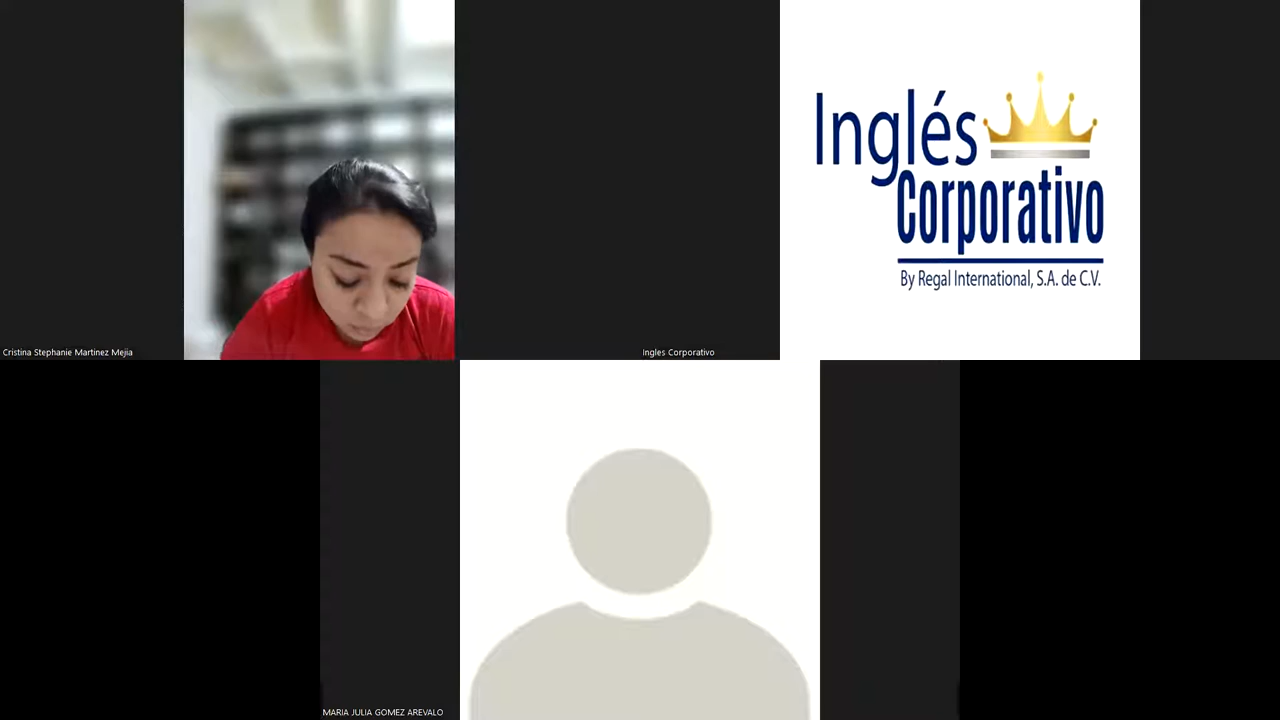 Inglés
Corporativo
By Regal International, S.A. de C.V.
Cristina Stephanie Martinez Mejia
Ingles Corporativo
MARIA JULIA GOMEZ AREVALO